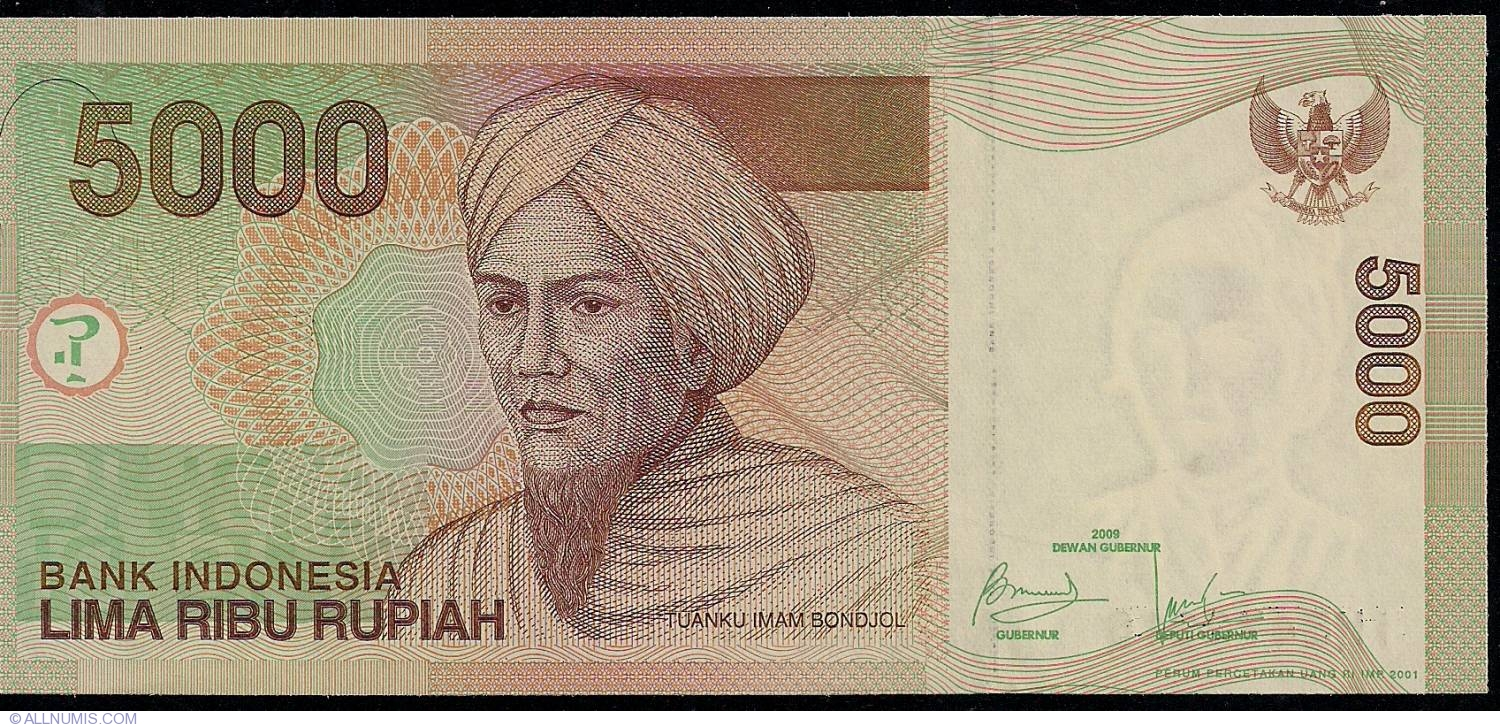 5000
5000
BANK INDONESIA
LIMA RIBU RUPIAH
TUANKU IMAM BONDJOL
2009
DEWAN GUBERNUR
GUBERNUR
DEPUTI GUBERNUR
PERUM PERCETAKAN UANG RI IMP. 2001
© ALLNUMIS.COM